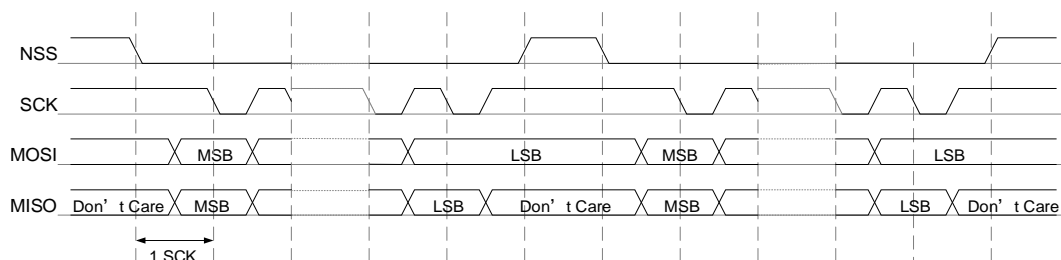 NSS
SCK
MOSI MSB LSB MSB LSB
MISO Don’t Care MSB LSB Don’t Care MSB LSB Don’t Care
1 SCK